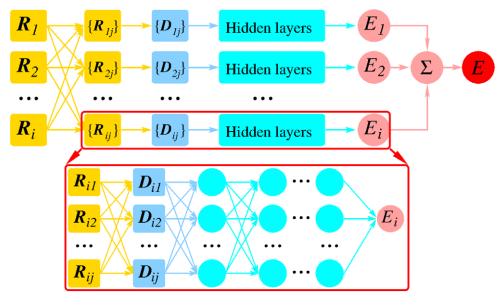 R1 {R1j} {D1j} Hidden layers E1
R2 {R2j} {D2j} Hidden layers E2 Σ E
... ... ... ...
Ri {Rij} {Dij} Hidden layers Ei
Ri1 Di1 ...
Ri2 Di2 ... Ei
... ... ... ... ...
Rij Dij ...